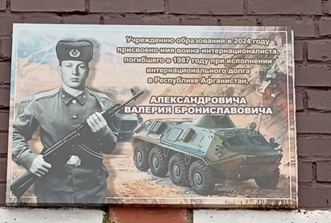 Учреждению образования в 2024 году
присвоено имя воина-интернационалиста,
погибшего в 1987 году при исполнении
интернационального долга
в Республике Афганистан,
АЛЕКСАНДРОВИЧА
ВАЛЕРИЯ БРОНИСЛАВОВИЧА